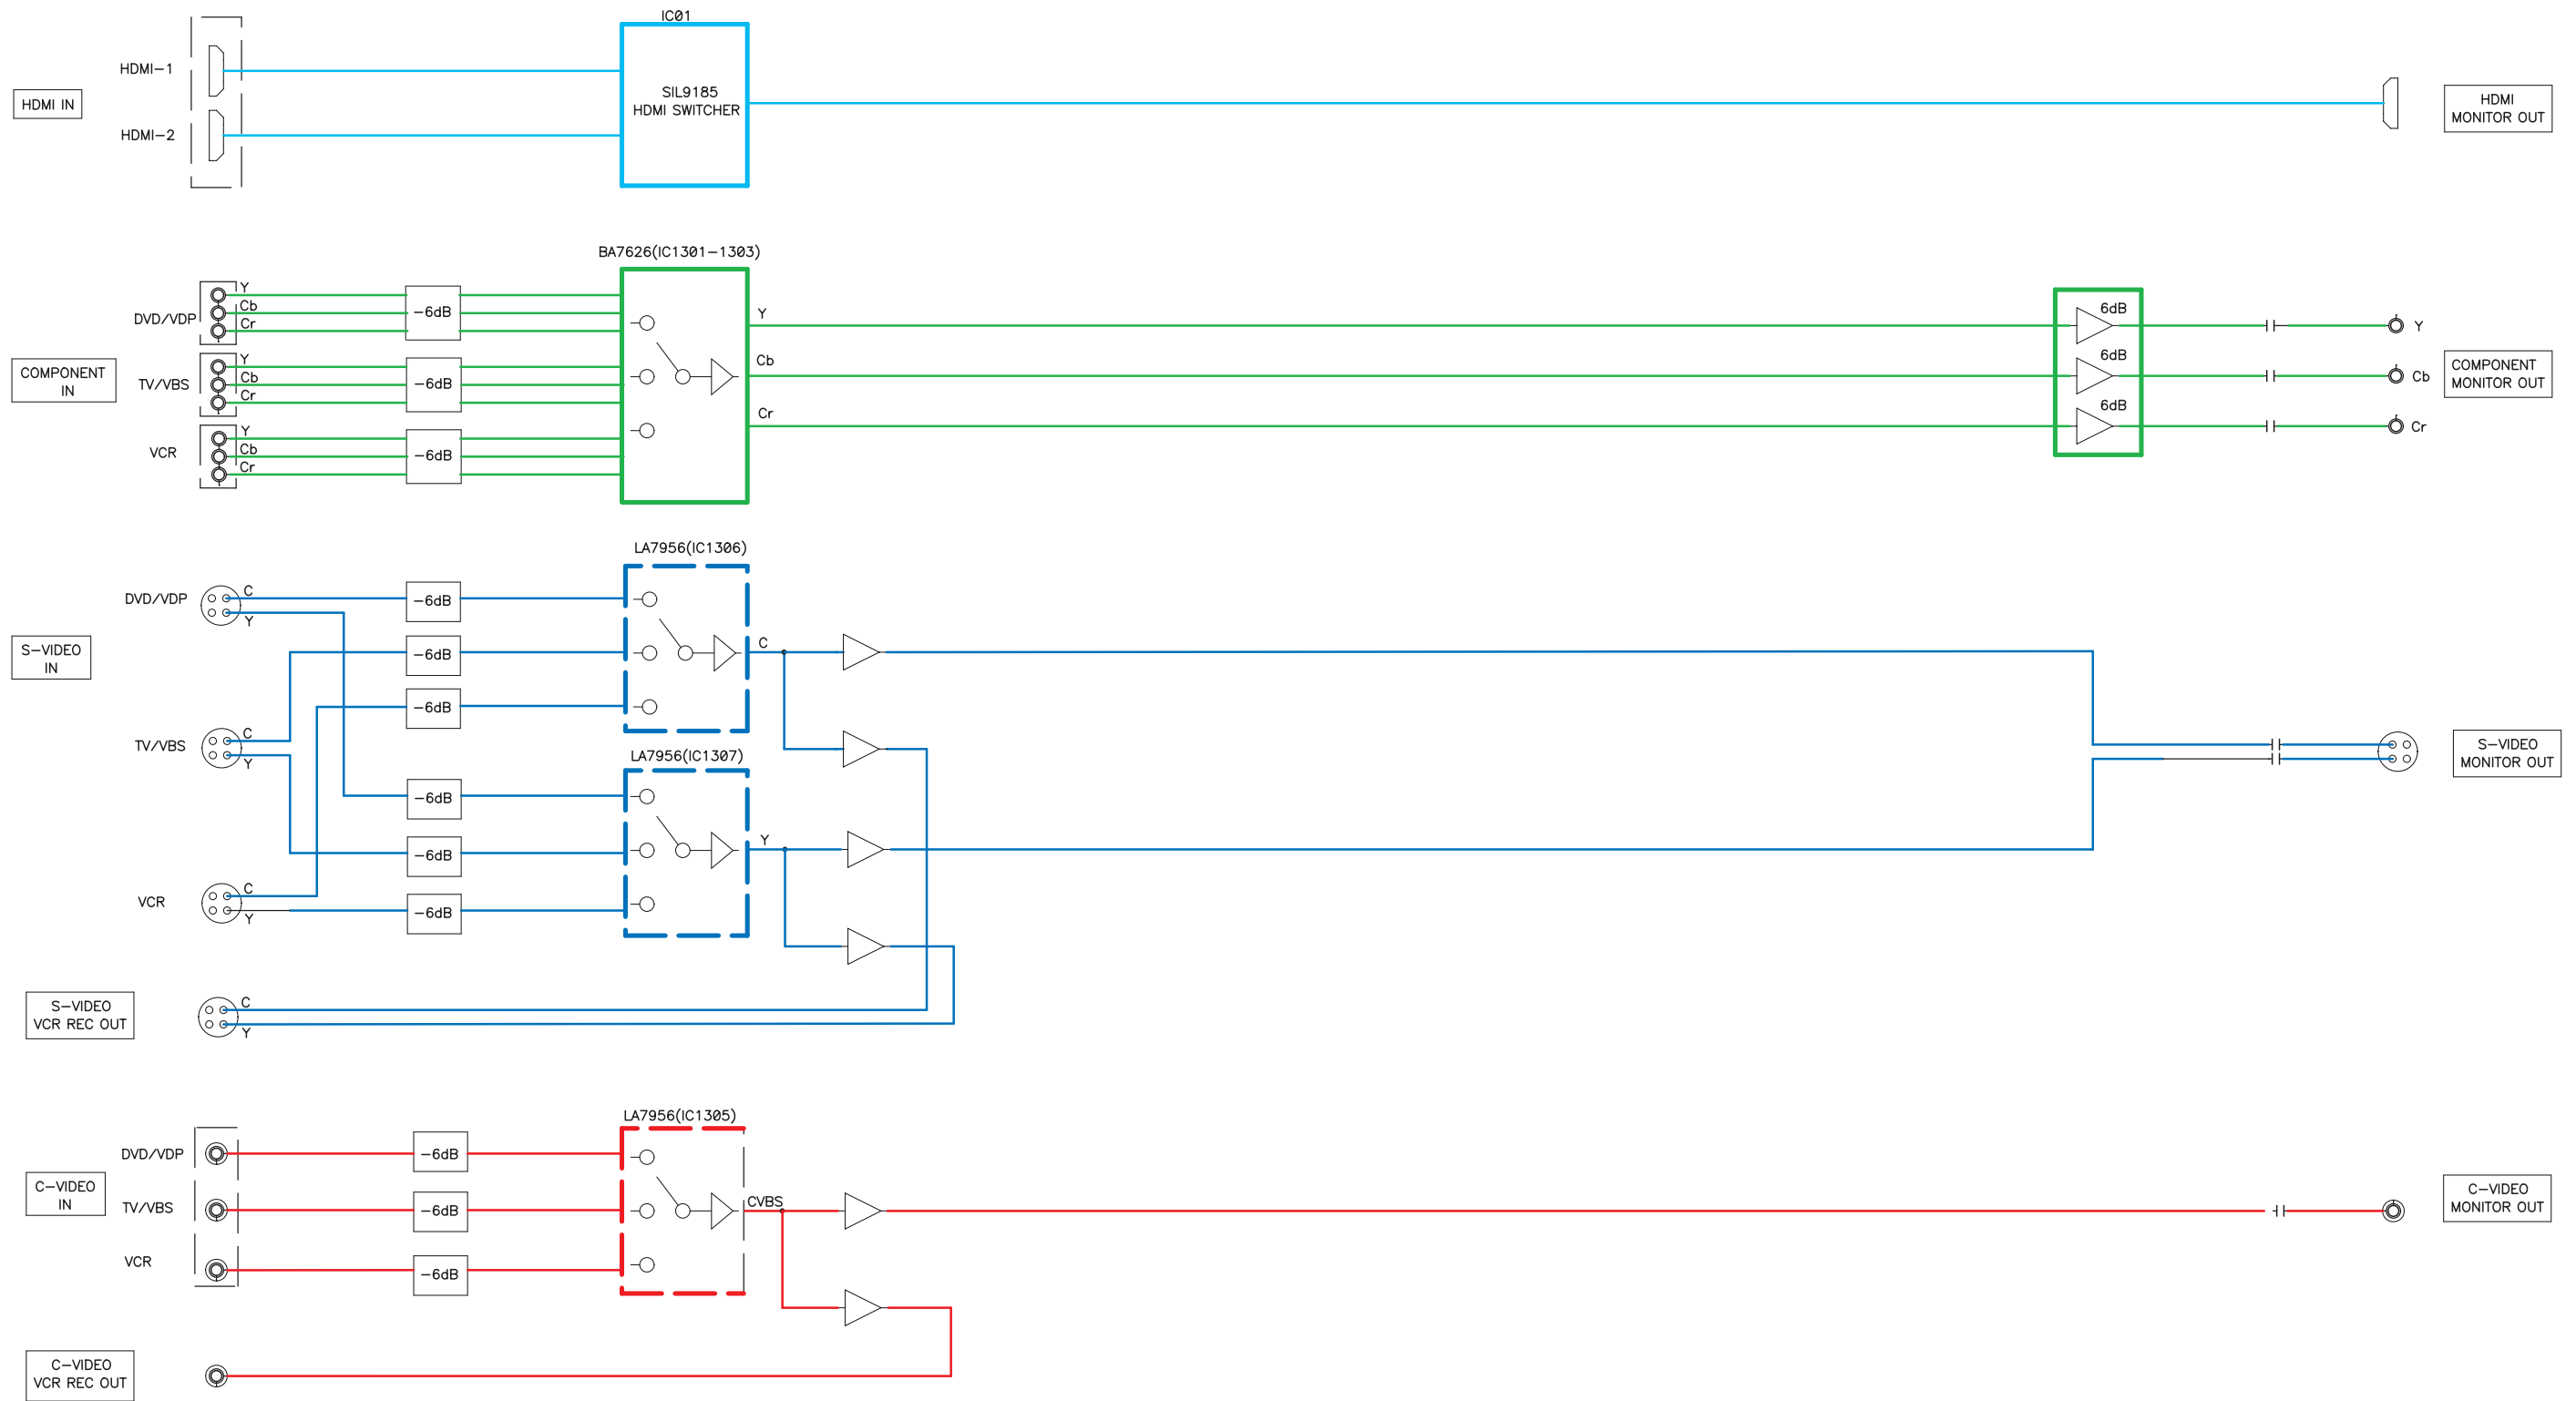 IC01
HDMI-1
HDMI IN
HDMI-2
SIL9185
HDMI SWITCHER
HDMI
MONITOR OUT
BA7626(IC1301-1303)
DVD/VDP
Y
Cb
Cr
-6dB
COMPONENT
IN
TV/VBS
Y
Cb
Cr
-6dB
VCR
Y
Cb
Cr
-6dB
Y
Cb
Cr
6dB
6dB
6dB
Y
Cb
Cr
COMPONENT
MONITOR OUT
LA7956(IC1306)
DVD/VDP
C
Y
-6dB
S-VIDEO
IN
-6dB
-6dB
C
TV/VBS
C
Y
LA7956(IC1307)
-6dB
-6dB
Y
VCR
C
Y
-6dB
S-VIDEO
MONITOR OUT
S-VIDEO
VCR REC OUT
C
Y
LA7956(IC1305)
DVD/VDP
-6dB
C-VIDEO
IN
TV/VBS
-6dB
CVBS
VCR
-6dB
C-VIDEO
MONITOR OUT
C-VIDEO
VCR REC OUT